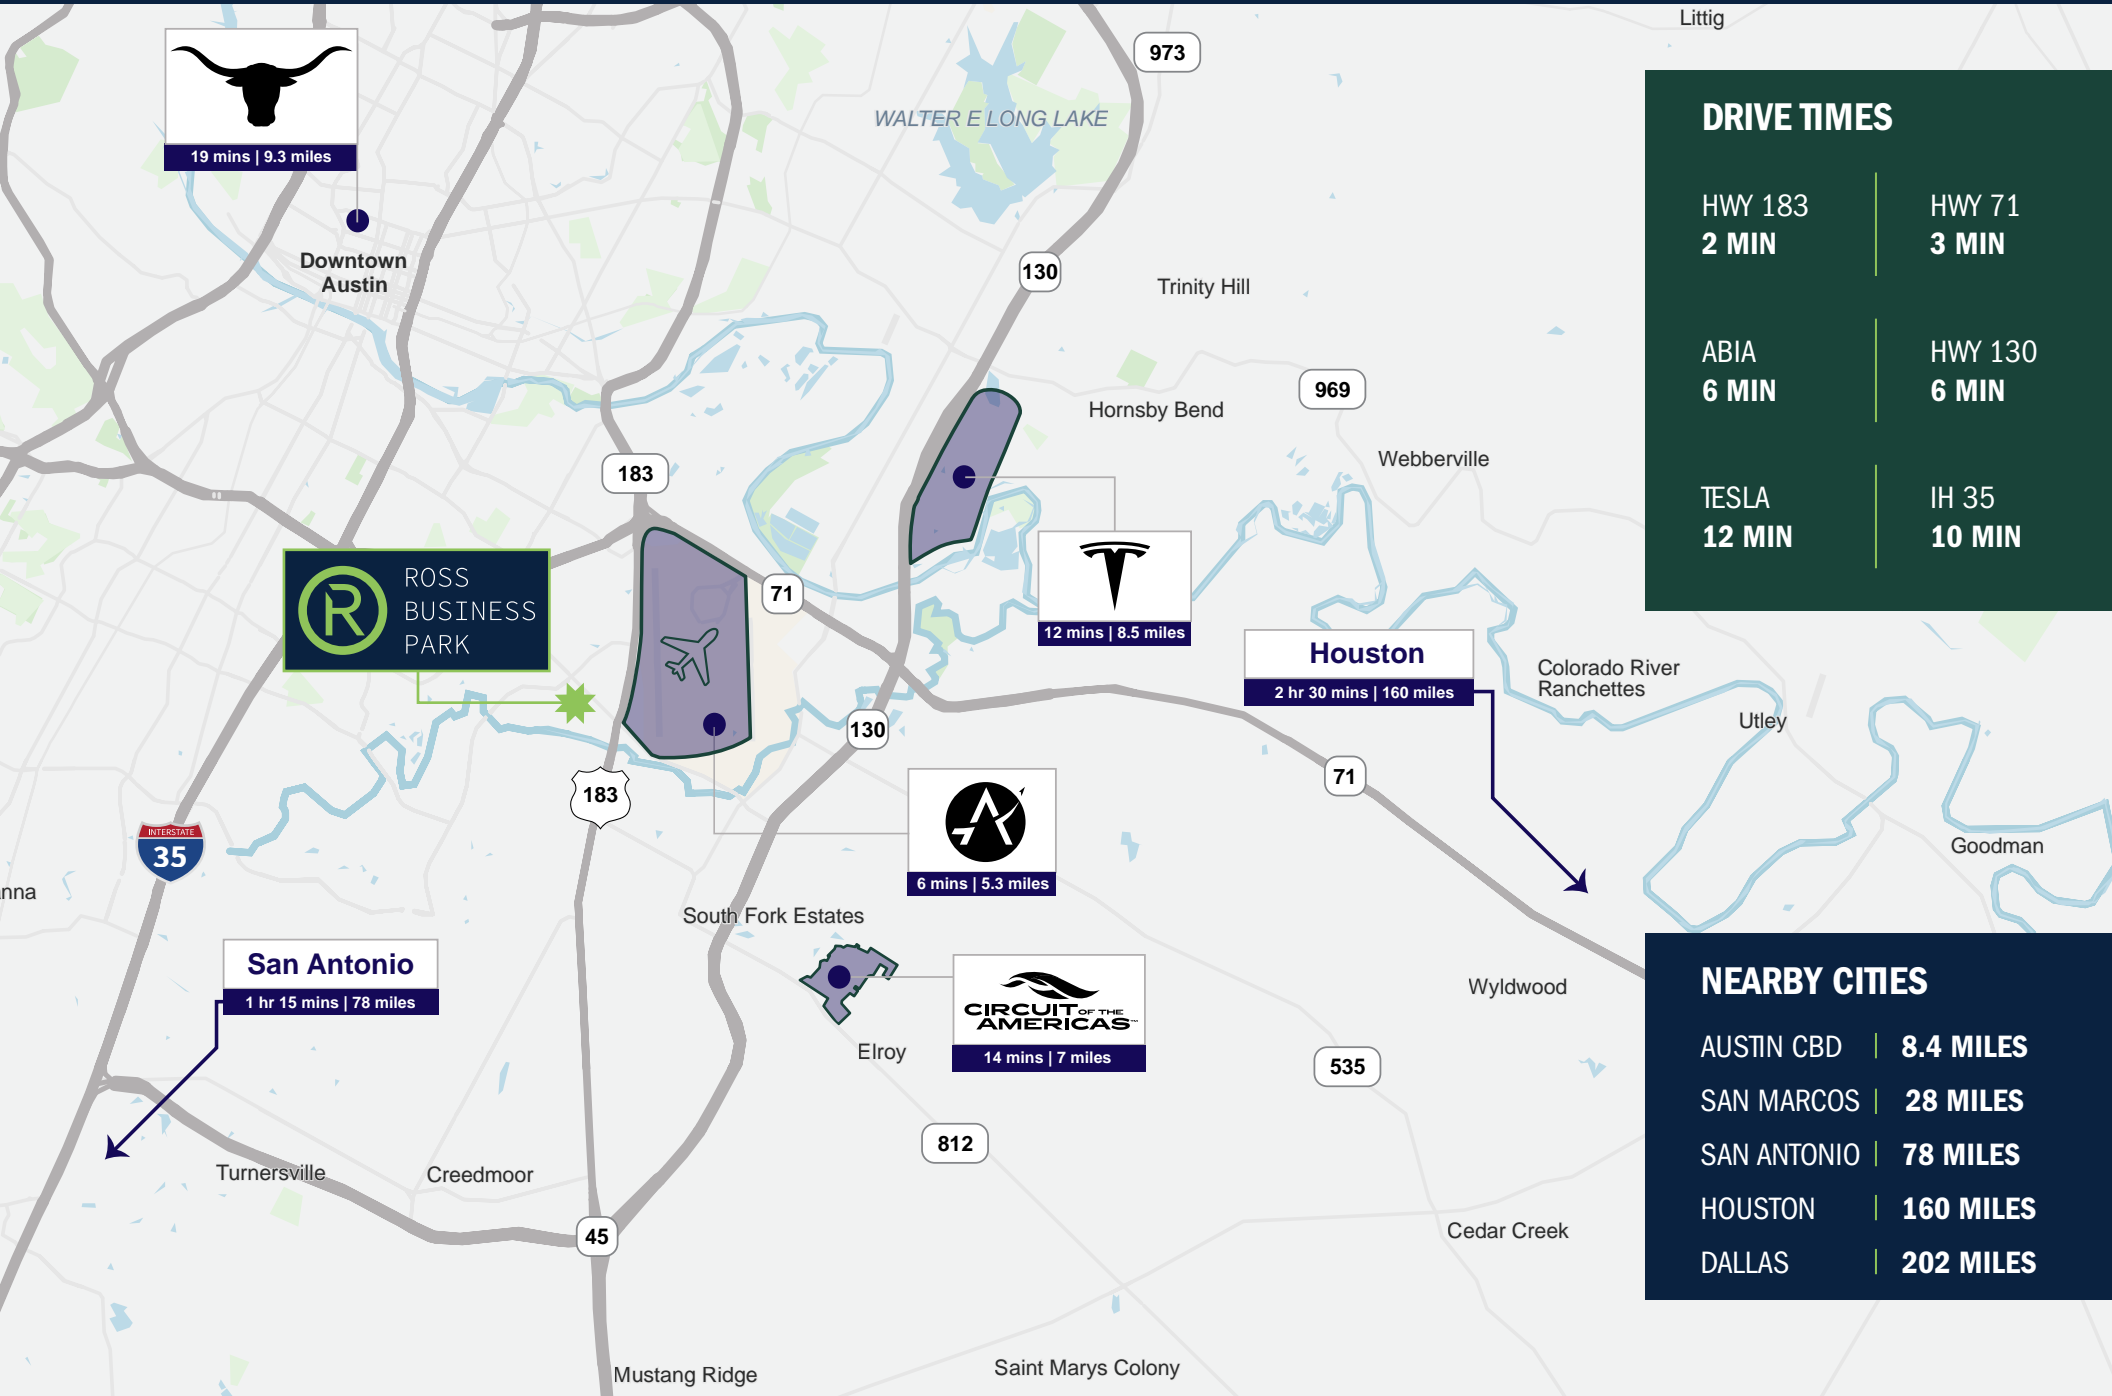 Littig
973
WALTER E LONG LAKE
19 mins | 9.3 miles
Downtown
Austin
130
Trinity Hill
969
Hornsby Bend
Webberville
183
71
ROSS
BUSINESS
PARK
12 mins | 8.5 miles
Houston
2 hr 30 mins | 160 miles
Colorado River
Ranchettes
Utley
130
183
71
INTERSTATE
35
Goodman
6 mins | 5.3 miles
nna
South Fork Estates
San Antonio
1 hr 15 mins | 78 miles
CIRCUIT OF THE
AMERICAS™
14 mins | 7 miles
Wyldwood
Elroy
535
812
Turnersville
Creedmoor
45
Cedar Creek
Mustang Ridge
Saint Marys Colony
DRIVE TIMES
HWY 183
2 MIN
HWY 71
3 MIN
ABIA
6 MIN
HWY 130
6 MIN
TESLA
12 MIN
IH 35
10 MIN
NEARBY CITIES
AUSTIN CBD | 8.4 MILES
SAN MARCOS | 28 MILES
SAN ANTONIO | 78 MILES
HOUSTON | 160 MILES
DALLAS | 202 MILES